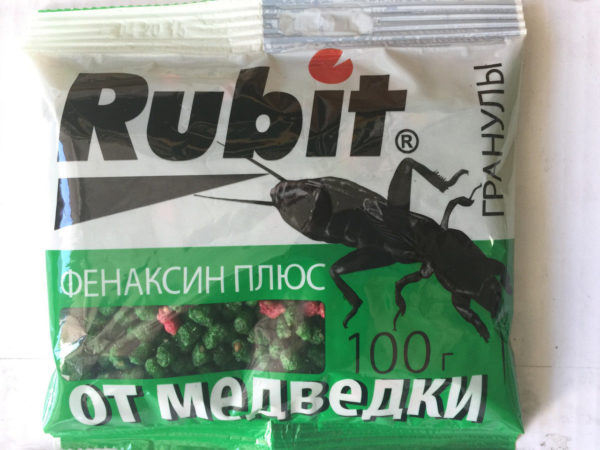 Rubit®
ГРАНУЛЫ
ФЕНАКСИН ПЛЮС
100 г
от медведки